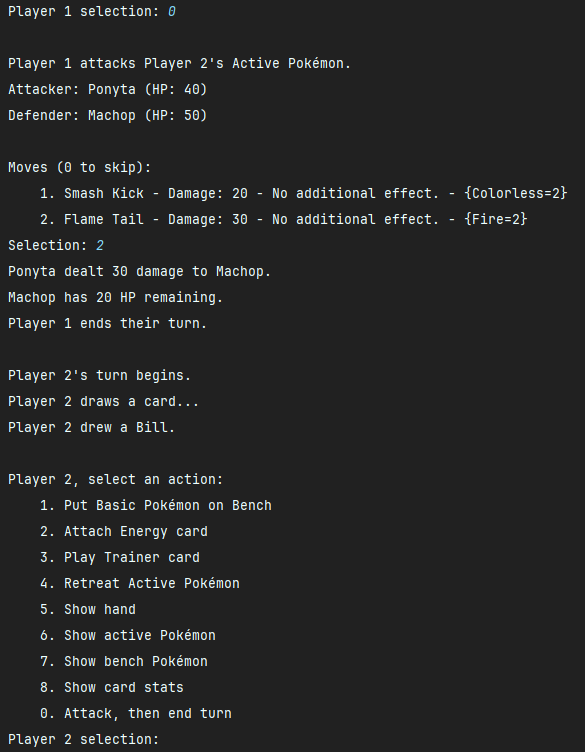 Player 1 selection: 0
Player 1 attacks Player 2's Active Pokémon.
Attacker: Ponyta (HP: 40)
Defender: Machop (HP: 50)
Moves (0 to skip):
1. Smash Kick - Damage: 20 - No additional effect. - {Colorless=2}
2. Flame Tail - Damage: 30 - No additional effect. - {Fire=2}
Selection: 2
Ponyta dealt 30 damage to Machop.
Machop has 20 HP remaining.
Player 1 ends their turn.
Player 2's turn begins.
Player 2 draws a card...
Player 2 drew a Bill.
Player 2, select an action:
1. Put Basic Pokémon on Bench
2. Attach Energy card
3. Play Trainer card
4. Retreat Active Pokémon
5. Show hand
6. Show active Pokémon
7. Show bench Pokémon
8. Show card stats
0. Attack, then end turn
Player 2 selection: